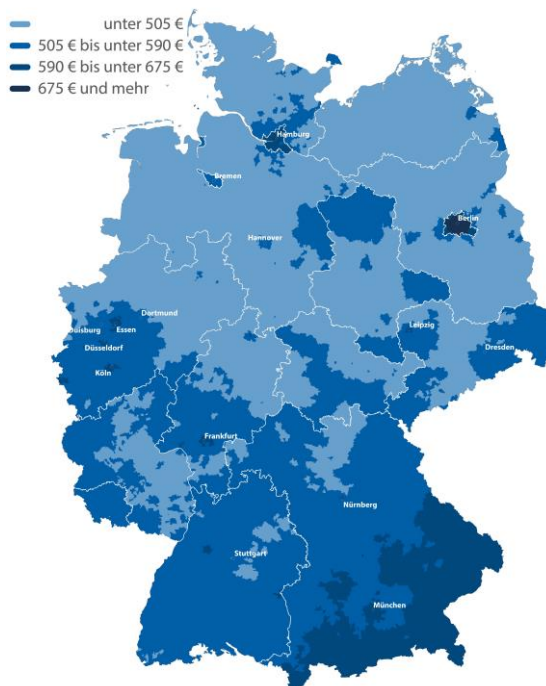 unter 505 €
505 € bis unter 590 €
590 € bis unter 675 €
675 € und mehr
Hamburg
Bremen
Berlin
Hannover
Dortmund
Duisburg Essen
Leipzig
Düsseldorf
Dresden
Köln
Frankfurt
Nürnberg
Stuttgart
München